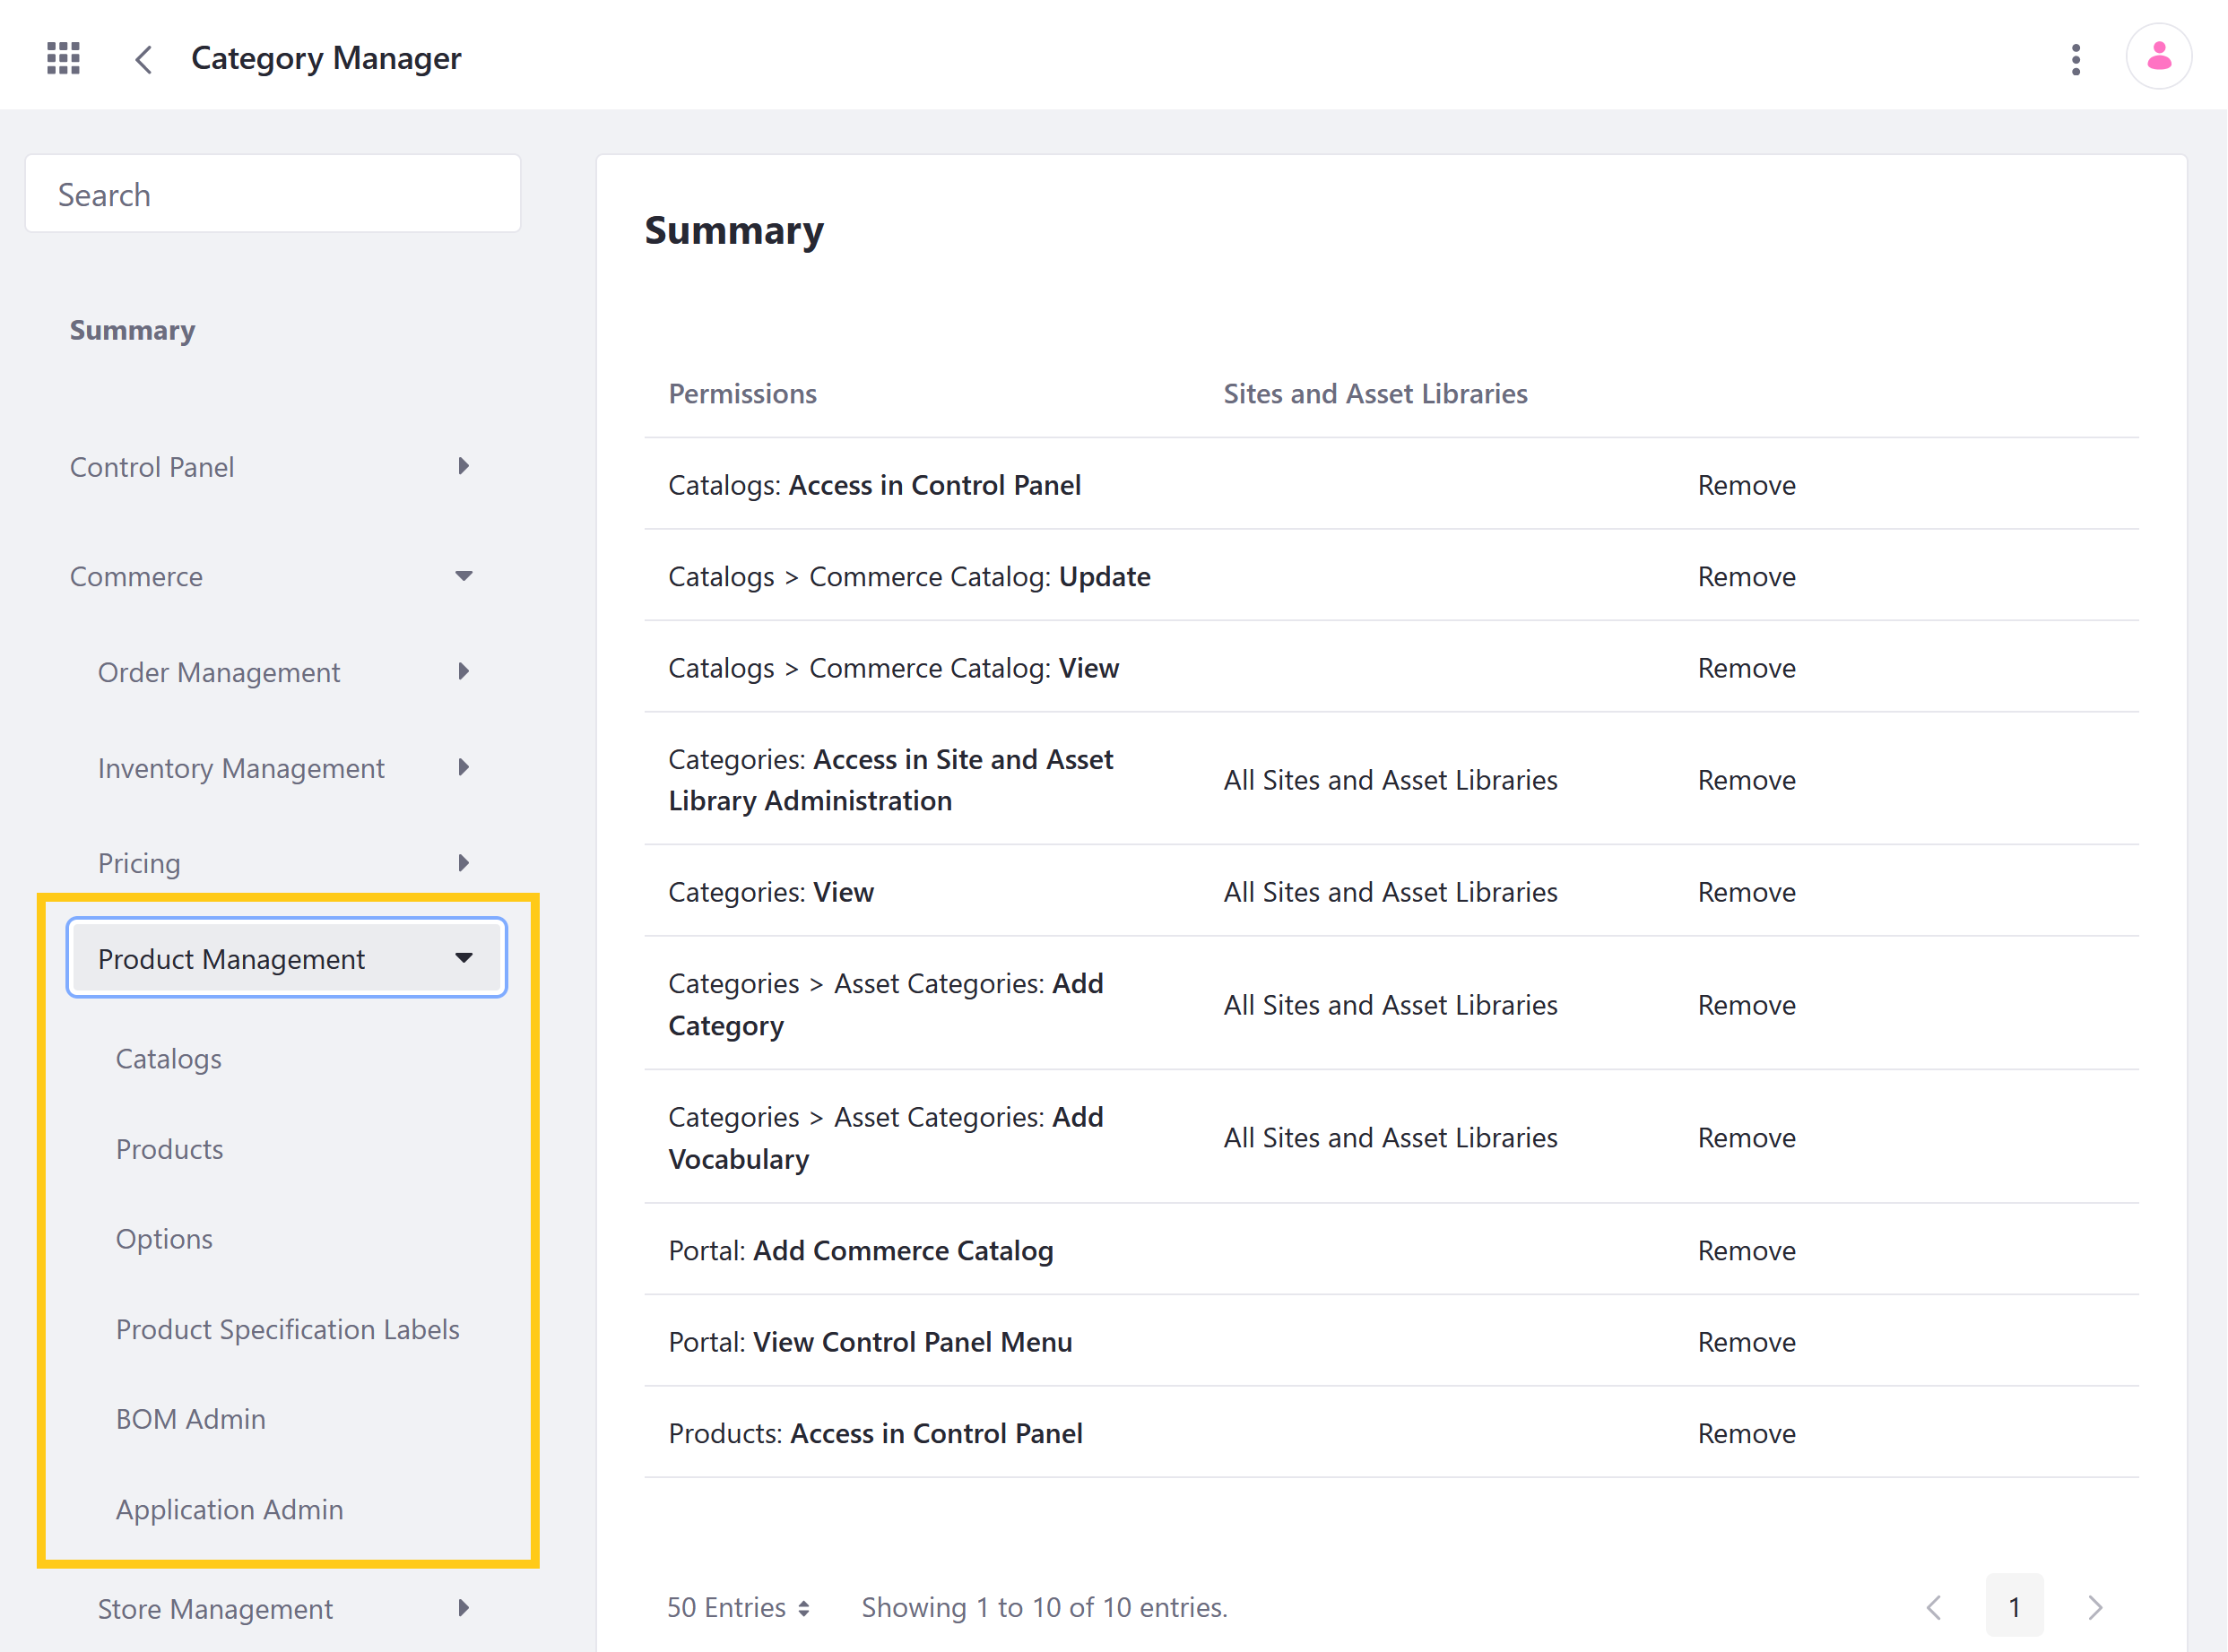 Category Manager
Search
Summary
Control Panel
Commerce
Order Management
Inventory Management
Pricing
Product Management
Catalogs
Products
Options
Product Specification Labels
BOM Admin
Application Admin
Store Management
Summary
Permissions Sites and Asset Libraries
Catalogs: Access in Control Panel Remove
Catalogs > Commerce Catalog: Update Remove
Catalogs > Commerce Catalog: View Remove
Categories: Access in Site and Asset
Library Administration All Sites and Asset Libraries Remove
Categories: View All Sites and Asset Libraries Remove
Categories > Asset Categories: Add
Category All Sites and Asset Libraries Remove
Categories > Asset Categories: Add
Vocabulary All Sites and Asset Libraries Remove
Portal: Add Commerce Catalog Remove
Portal: View Control Panel Menu Remove
Products: Access in Control Panel Remove
50 Entries Showing 1 to 10 of 10 entries. 1